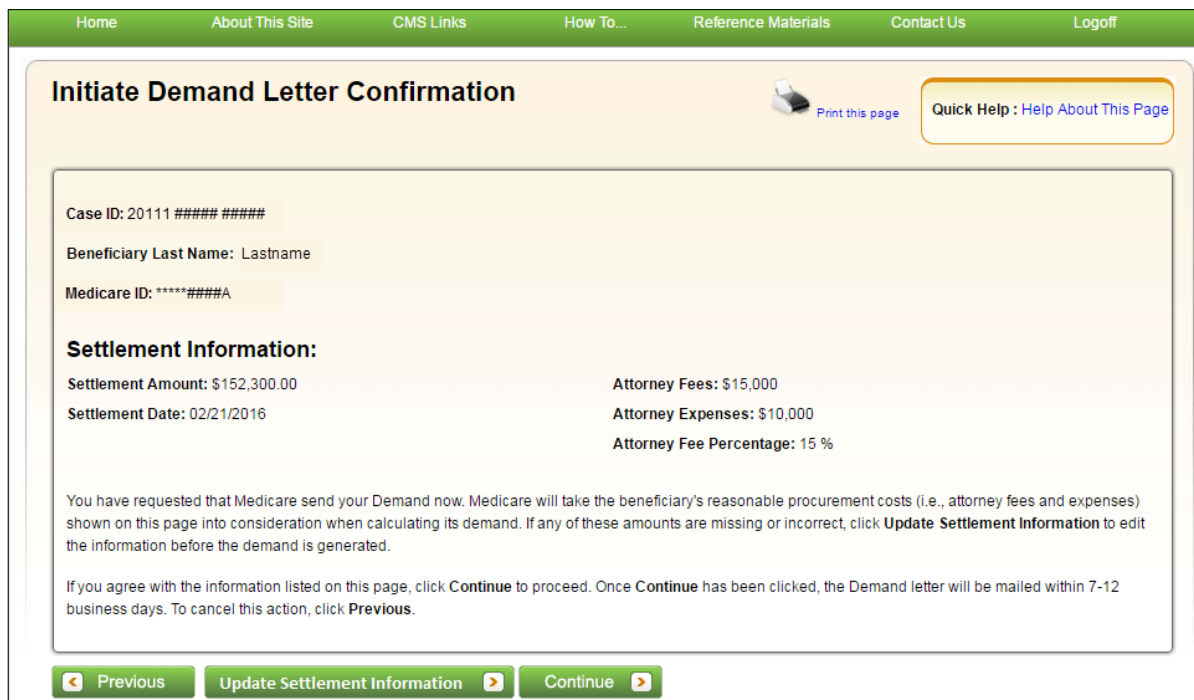 Home About This Site CMS Links How To... Reference Materials Contact Us Logoff
Initiate Demand Letter Confirmation
Print this page
Quick Help : Help About This Page
Case ID: 20111 ##### #####
Beneficiary Last Name: Lastname
Medicare ID: *****####A
Settlement Information:
Settlement Amount: $152,300.00
Attorney Fees: $15,000
Settlement Date: 02/21/2016
Attorney Expenses: $10,000
Attorney Fee Percentage: 15 %
You have requested that Medicare send your Demand now. Medicare will take the beneficiary's reasonable procurement costs (i.e., attorney fees and expenses)
shown on this page into consideration when calculating its demand. If any of these amounts are missing or incorrect, click Update Settlement Information to edit
the information before the demand is generated.
If you agree with the information listed on this page, click Continue to proceed. Once Continue has been clicked, the Demand letter will be mailed within 7-12
business days. To cancel this action, click Previous.
Previous Update Settlement Information Continue